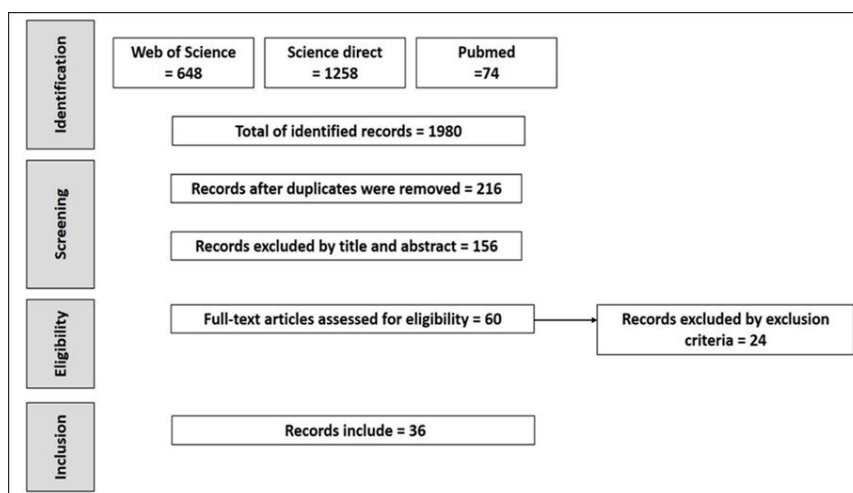 Identification
Web of Science
= 648
Science direct
= 1258
Pubmed
=74
Total of identified records = 1980
Screening
Records after duplicates were removed = 216
Records excluded by title and abstract = 156
Eligibility
Full-text articles assessed for eligibility = 60
Records excluded by exclusion
criteria = 24
Inclusion
Records include = 36